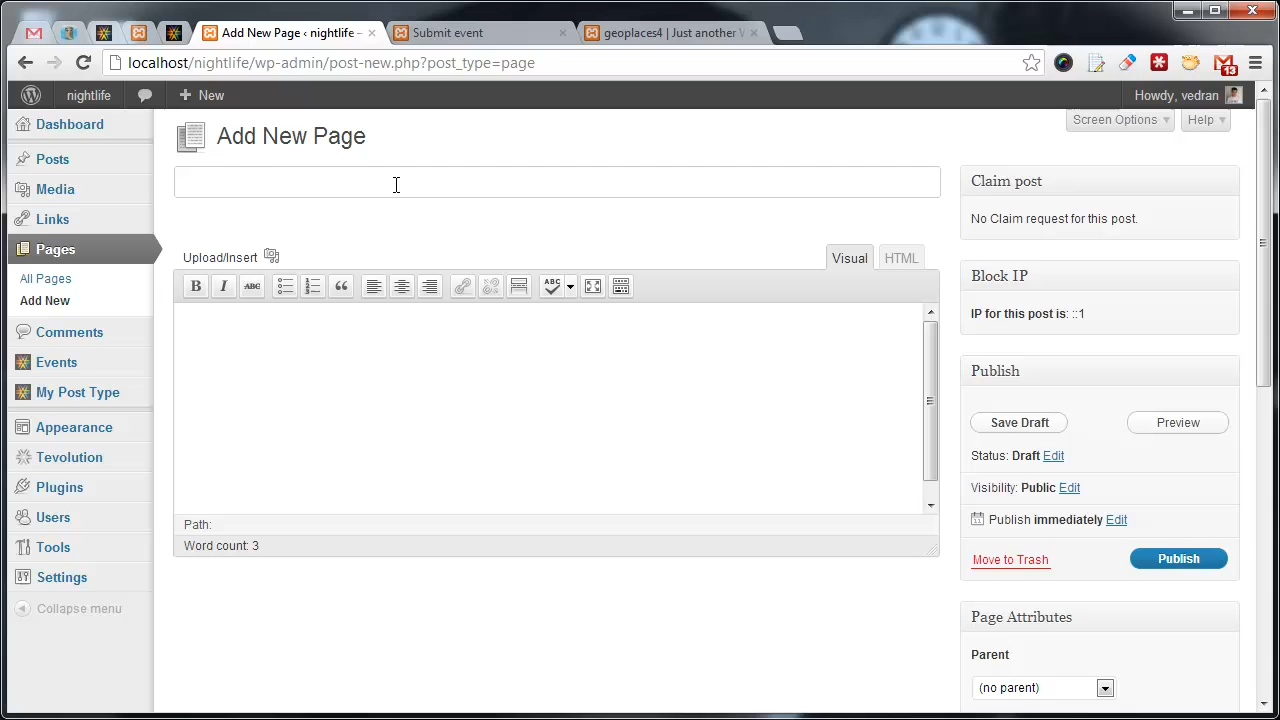 Add New Page ‹ nightlife –
Submit event
geoplaces4 | Just another W
localhost/nightlife/wp-admin/post-new.php?post_type=page
13
nightlife
New
Howdy, vedran
Screen Options
Help
Dashboard
Posts
Media
Links
Pages
All Pages
Add New
Comments
Events
My Post Type
Appearance
Tevolution
Plugins
Users
Tools
Settings
Collapse menu
Add New Page
Upload/Insert
Visual
HTML
B I ABC
ABC
Path:
Word count: 3
Claim post
No Claim request for this post.
Block IP
IP for this post is: ::1
Publish
Save Draft
Preview
Status: Draft Edit
Visibility: Public Edit
Publish immediately Edit
Move to Trash
Publish
Page Attributes
Parent
(no parent)